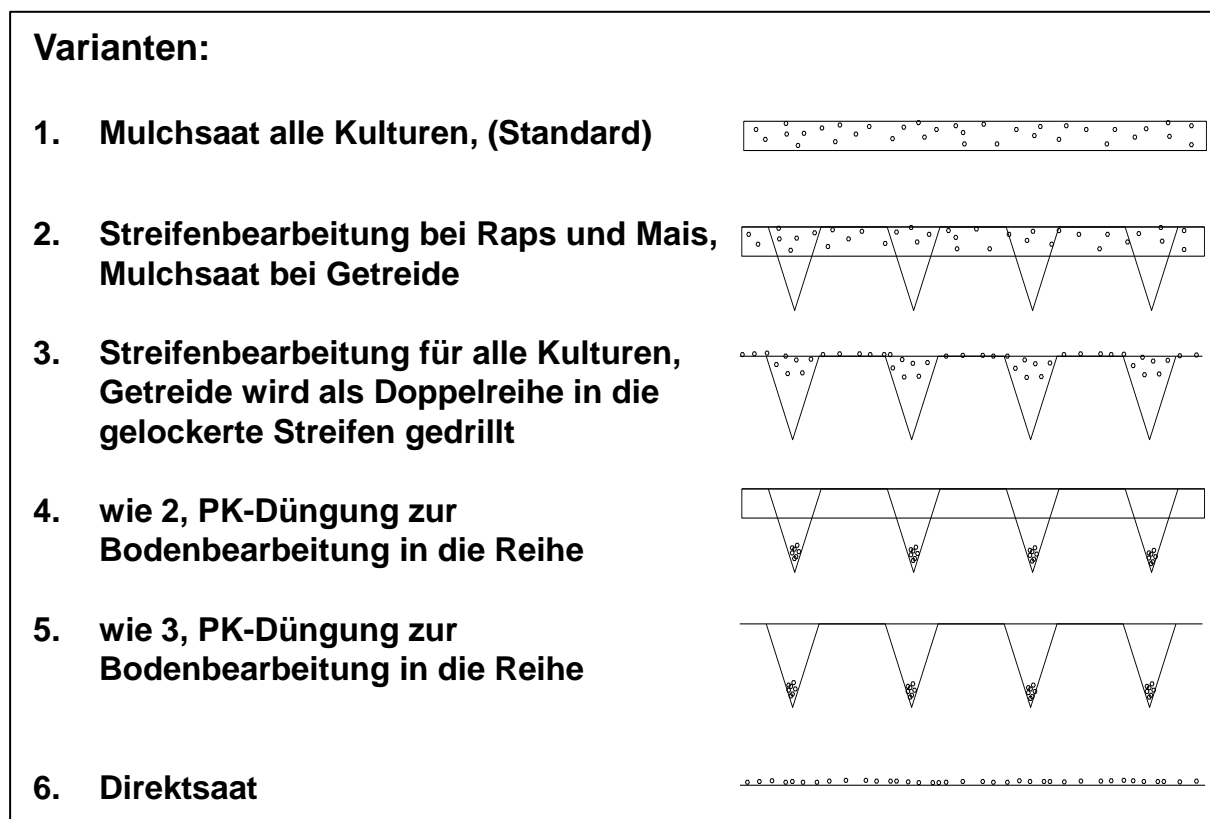 Varianten:
1. Mulchsaat alle Kulturen, (Standard)
2. Streifenbearbeitung bei Raps und Mais,
Mulchsaat bei Getreide
3. Streifenbearbeitung für alle Kulturen,
Getreide wird als Doppelreihe in die
gelockerte Streifen gedrillt
4. wie 2, PK-Düngung zur
Bodenbearbeitung in die Reihe
5. wie 3, PK-Düngung zur
Bodenbearbeitung in die Reihe
6. Direktsaat